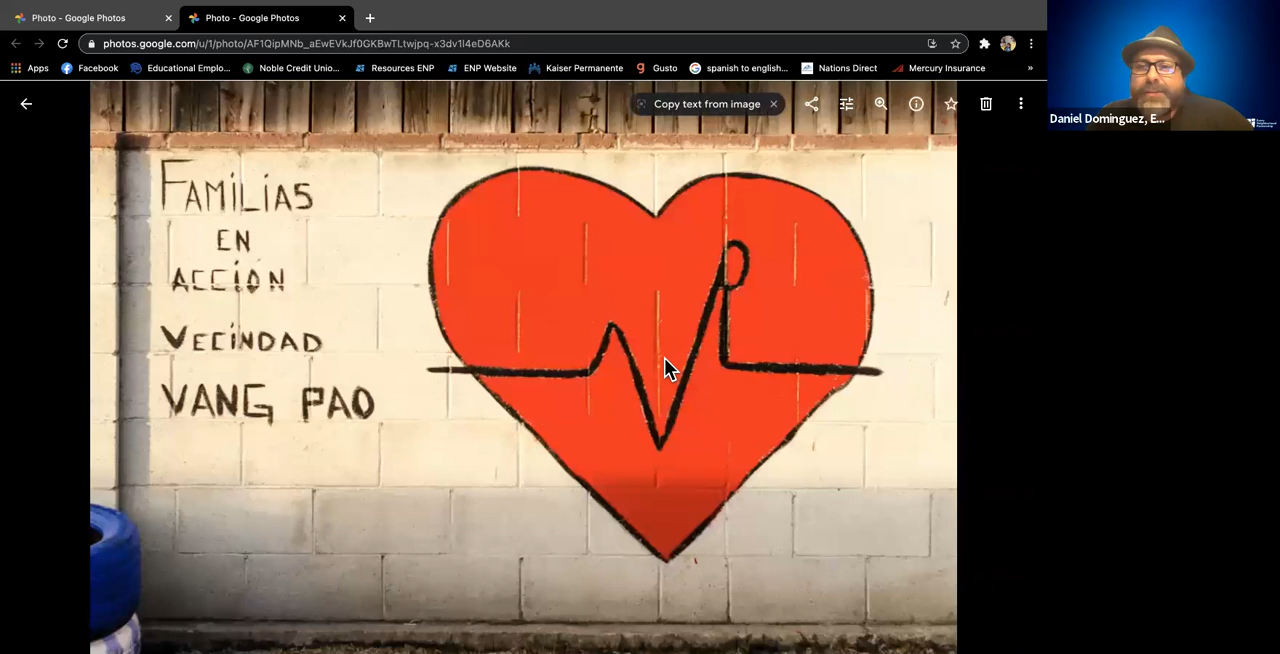 Photo - Google Photos
Photo - Google Photos
photos.google.com/u/1/photo/AF1QipMNb_aEwEVkJf0GKBwTLtwjpq-x3dv1l4eD6AKk
Apps Facebook Educational Emplo... Noble Credit Unio... Resources ENP ENP Website Kaiser Permanente Gusto spanish to english... Nations Direct Mercury Insurance »
Copy text from image
Daniel Dominguez, E...
FAMiLiAS
EN
ACCiÓN
VECiNDAD
VANG PAO